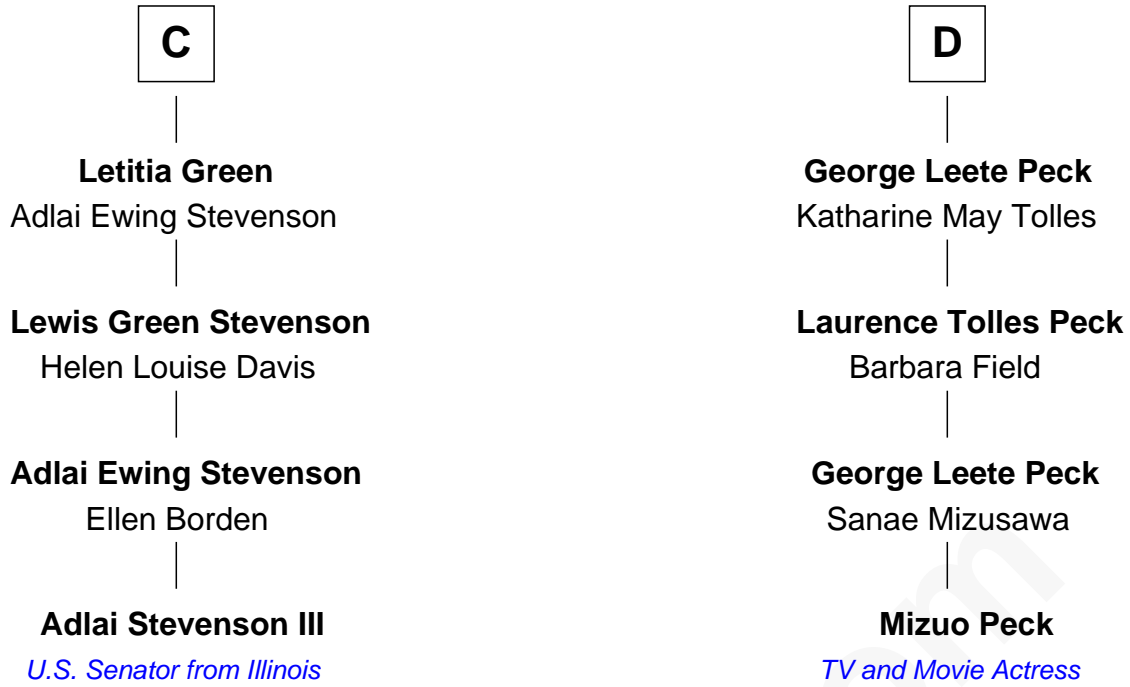 C
Letitia Green
Adlai Ewing Stevenson
Lewis Green Stevenson
Helen Louise Davis
Adlai Ewing Stevenson
Ellen Borden
Adlai Stevenson III
U.S. Senator from Illinois
D
George Leete Peck
Katharine May Tolles
Laurence Tolles Peck
Barbara Field
George Leete Peck
Sanae Mizusawa
Mizuo Peck
TV and Movie Actress